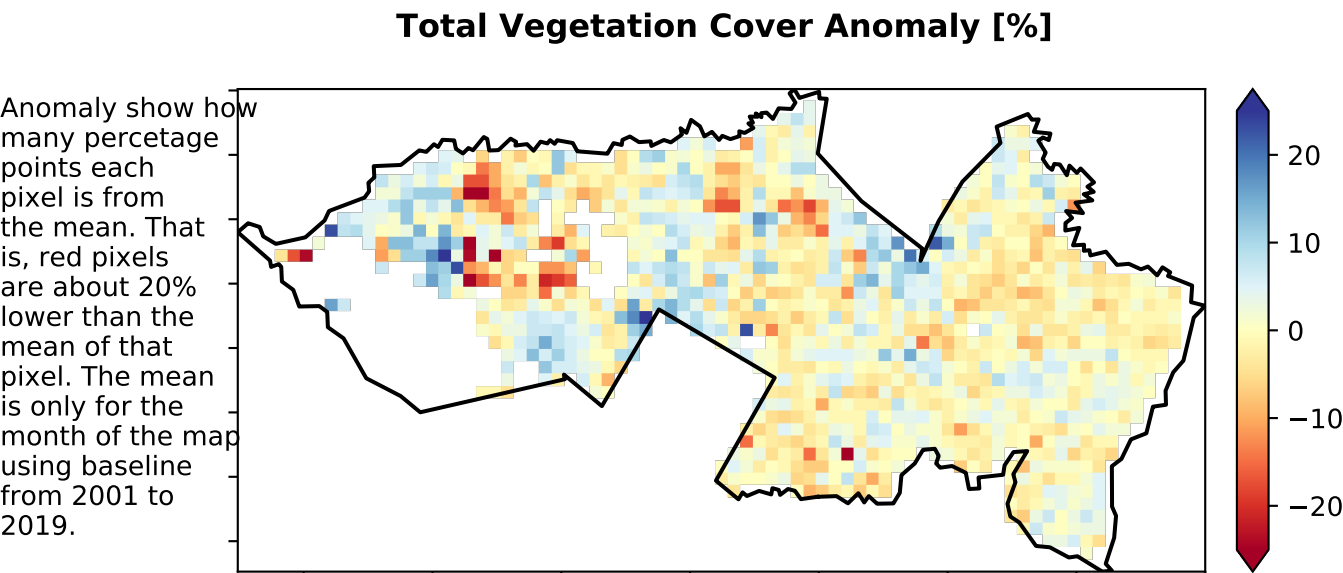 Total Vegetation Cover Anomaly [%]
Anomaly show how
many percetage
points each
pixel is from
the mean. That
is, red pixels
are about 20%
lower than the
mean of that
pixel. The mean
is only for the
month of the map
using baseline
from 2001 to
2019.
20
10
0
−10
−20